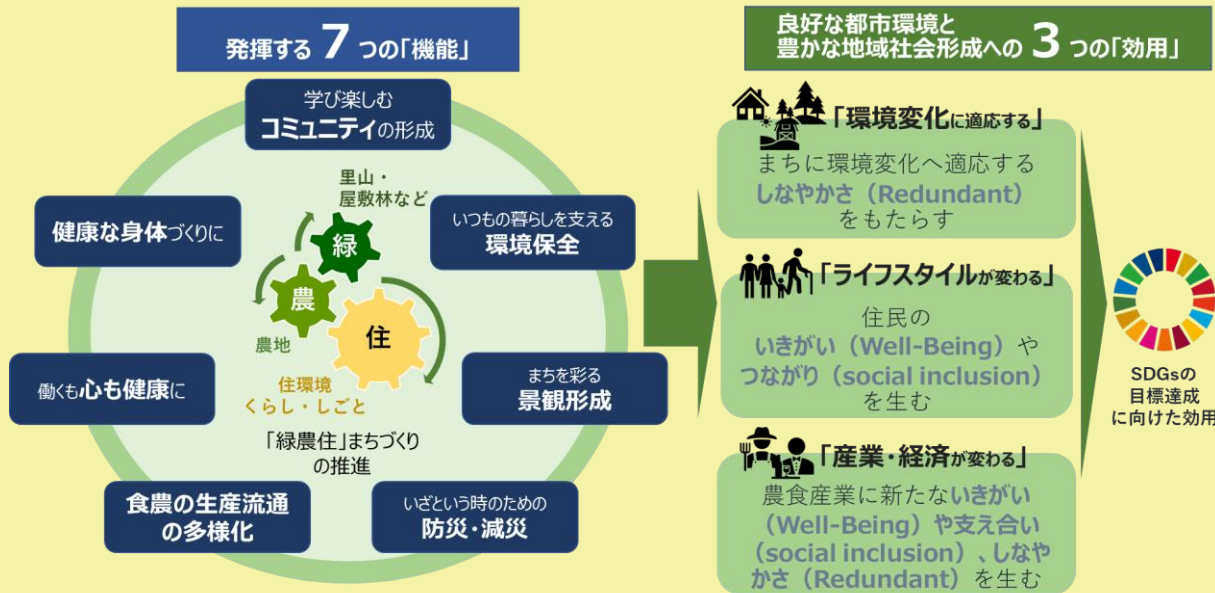 発揮する 7 つの「機能」
学び楽しむ
コミュニティの形成
健康な身体づくりに
いつもの暮らしを支える
環境保全
働くも心も健康に
まちを彩る
景観形成
食農の生産流通
の多様化
いざという時のための
防災・減災
里山・
屋敷林など
緑
農
農地
住
住環境
くらし・しごと
「緑農住」まちづくり
の推進
良好な都市環境と
豊かな地域社会形成への 3 つの「効用」
「環境変化に適応する」
まちに環境変化へ適応する
しなやかさ（Redundant）
をもたらす
「ライフスタイルが変わる」
住民の
いきがい（Well-Being）や
つながり（social inclusion）
を生む
「産業・経済が変わる」
農食産業に新たないきがい
（Well-Being）や支え合い
（social inclusion）、しなや
かさ（Redundant）を生む
SDGsの
目標達成
に向けた効用